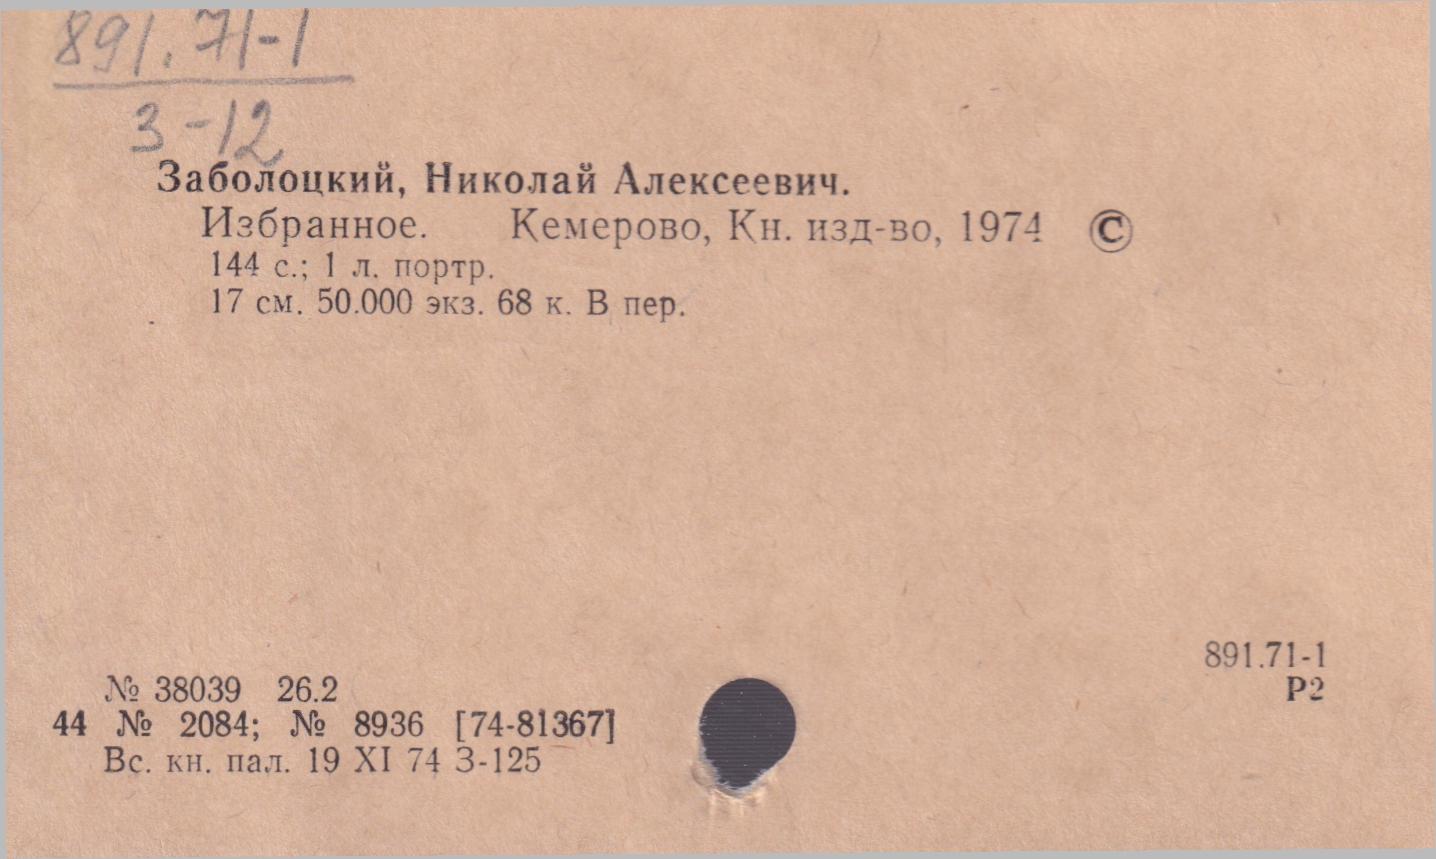 891.71-1
З-12
Заболоцкий, Николай Алексеевич.
Избранное. Кемерово, Кн. изд-во, 1974 ©
144 с.; 1 л. портр.
17 см. 50.000 экз. 68 к. В пер.
891.71-1
Р2
№ 38039 26.2
44 № 2084; № 8936 [74-81367]
Вс. кн. пал. 19 XI 74 З-125